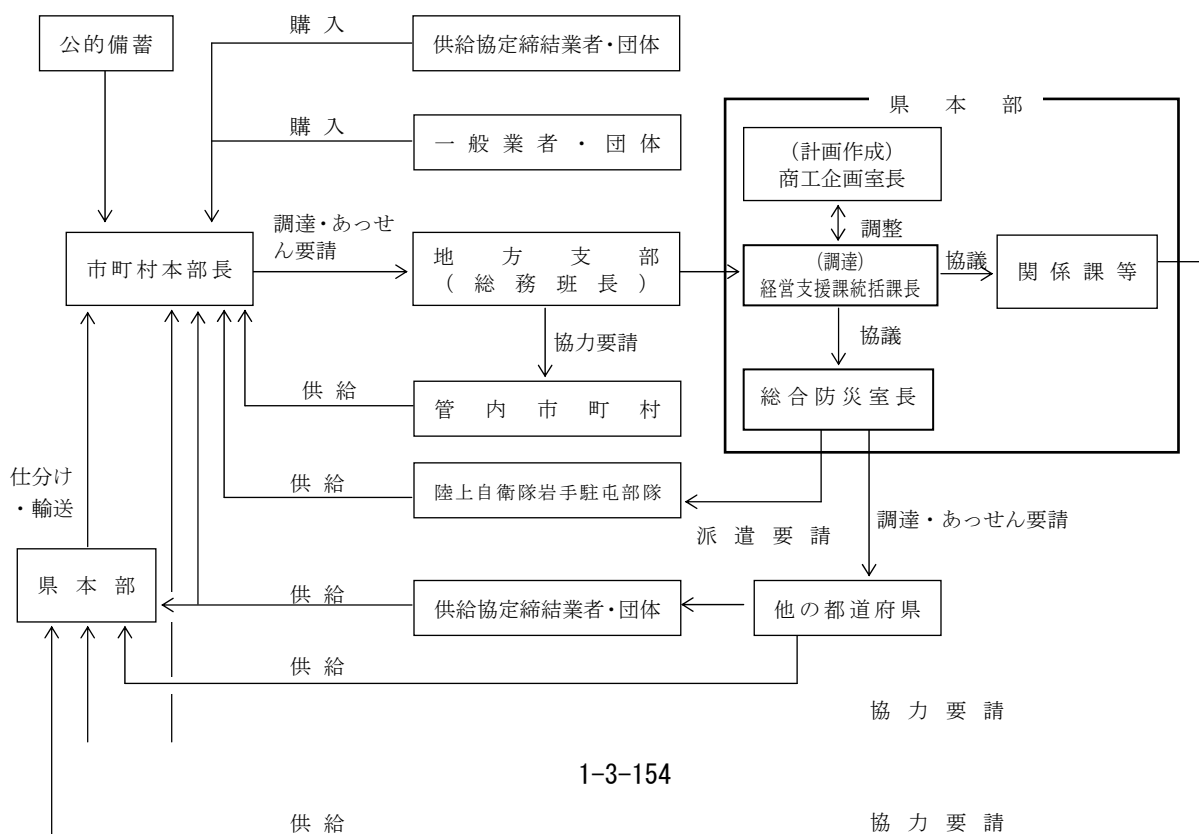 購入
公的備蓄
供給協定締結業者・団体
県本部
購入
一般業者・団体
(計画作成)
商工企画室長
調達・あっせ
ん要請
調整
市町村本部長
地方支部
(総務班長)
(調達)
経営支援課統括課長
協議
関係課等
協力要請
協議
供給
管内市町村
総合防災室長
仕分け
・輸送
供給
陸上自衛隊岩手駐屯部隊
派遣要請
調達・あっせん要請
県本部
供給
供給協定締結業者・団体
他の都道府県
供給
協力要請
1-3-154
供給
協力要請